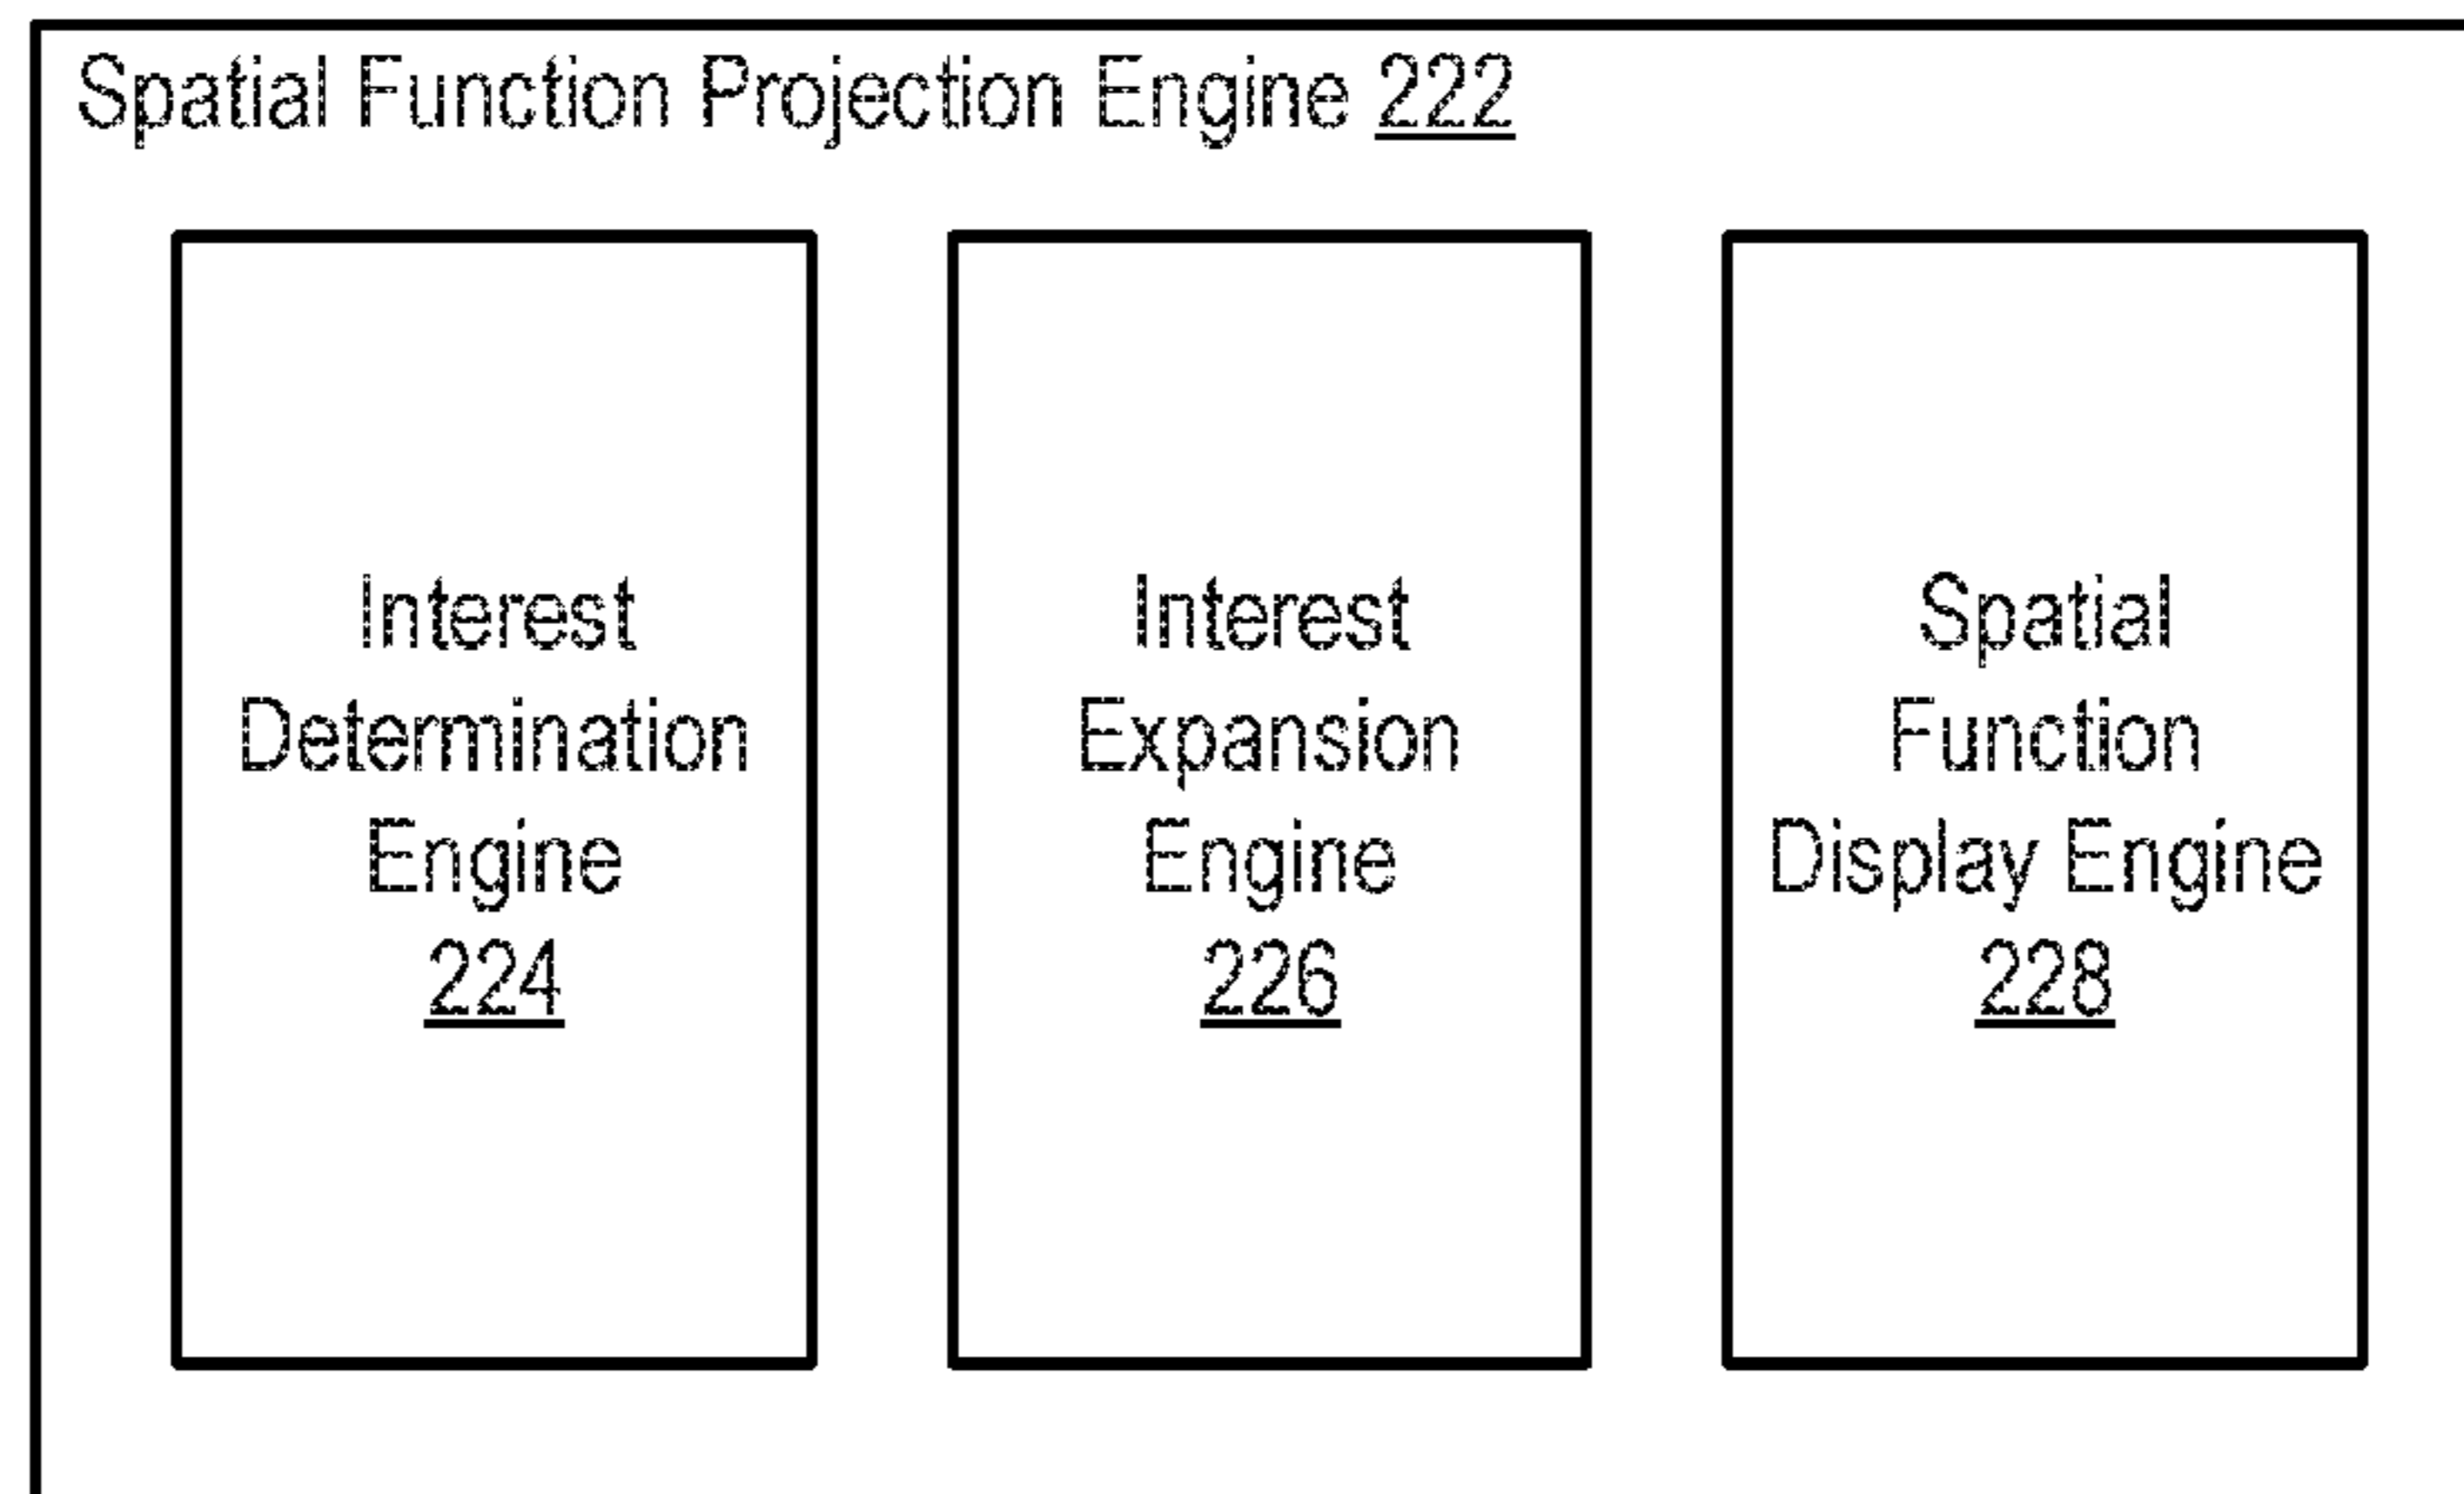 Spatial Function Projection Engine 222
Interest
Determination
Engine
224
Interest
Expansion
Engine
226
Spatial
Function
Display Engine
228